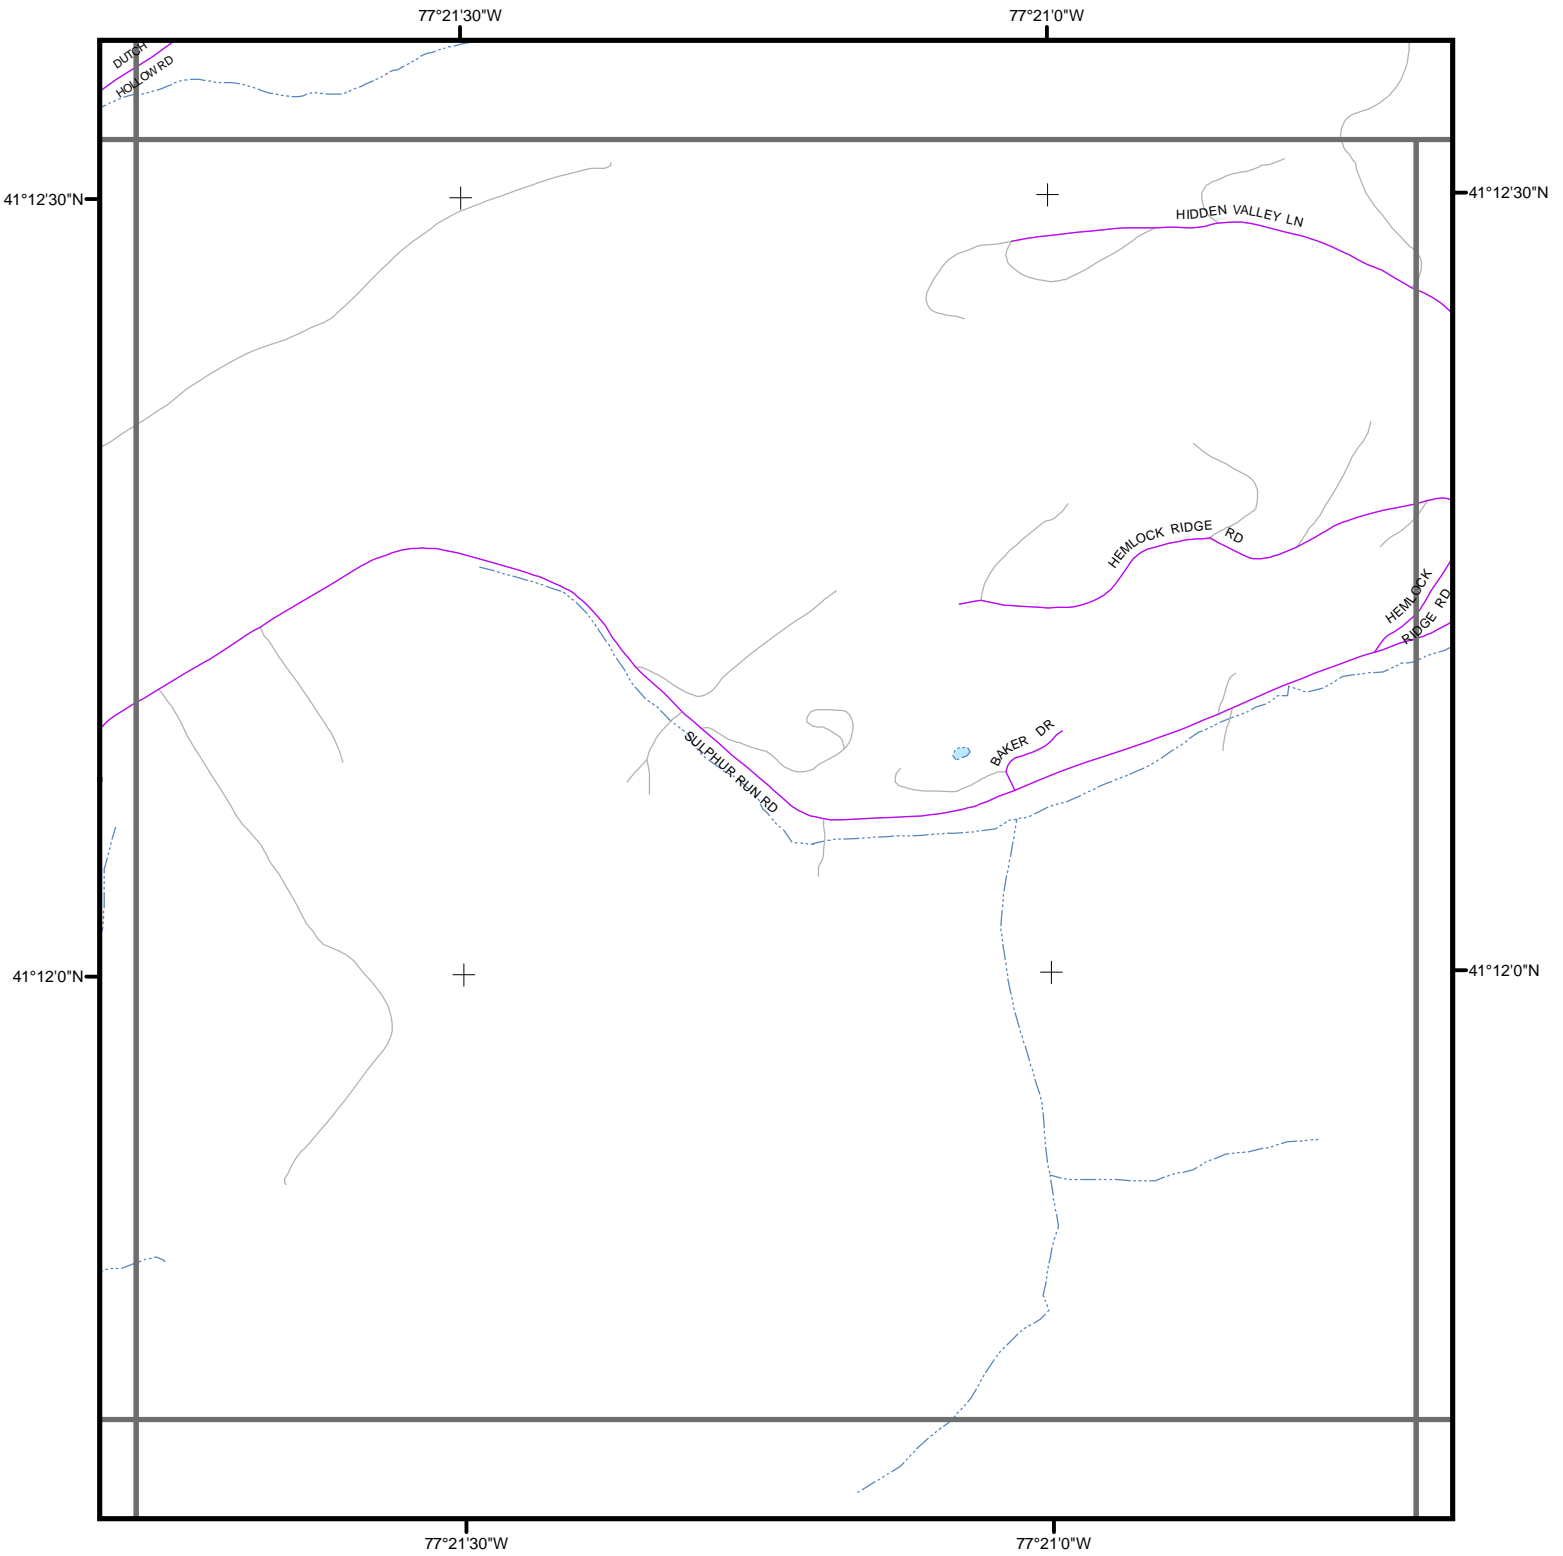 77°21'30"W
77°21'0"W
DUTCH
HOLLOW RD
41°12'30"N
41°12'30"N
HIDDEN VALLEY LN
HEMLOCK RIDGE RD
HEMLOCK
RIDGE RD
BAKER DR
SULPHUR RUN RD
41°12'0"N
41°12'0"N
77°21'30"W
77°21'0"W